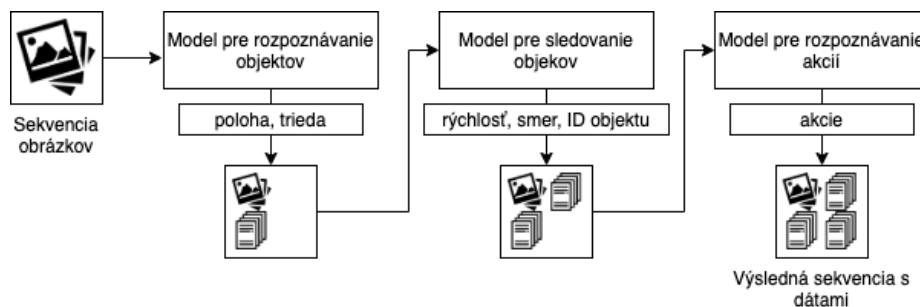 Sekvencia
obrázkov
Model pre rozpoznávanie
objektov
poloha, trieda
Model pre sledovanie
objekov
rýchlosť, smer, ID objektu
Model pre rozpoznávanie
akcií
akcie
Výsledná sekvencia s
dátami